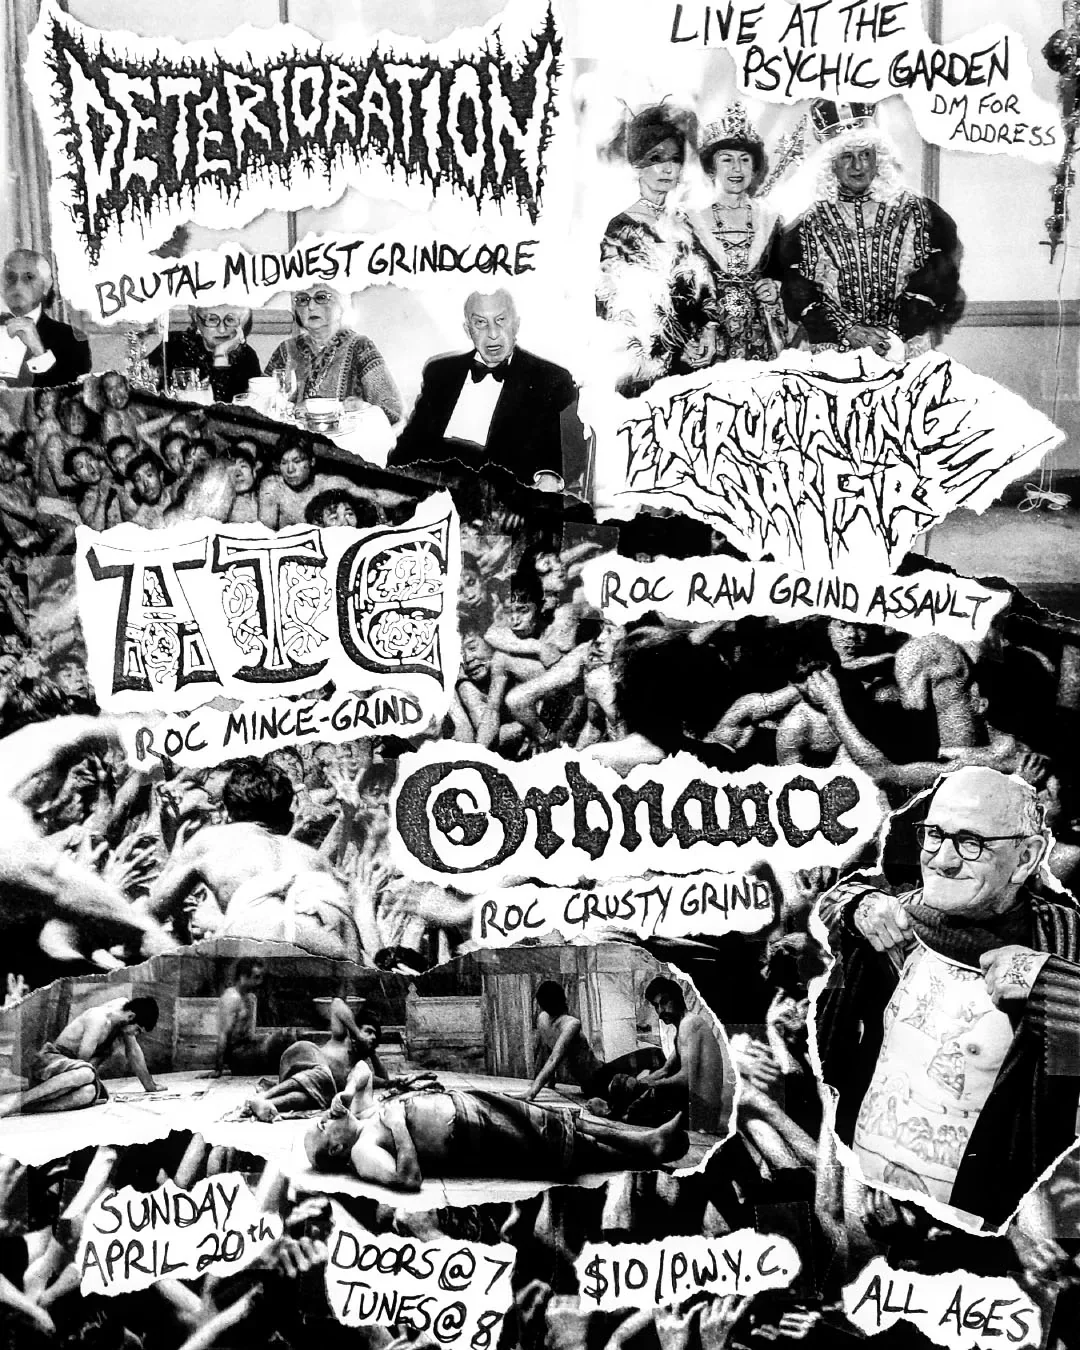 DETERIORATION
BRUTAL MIDWEST GRINDCORE
LIVE AT THE
PSYCHIC GARDEN
DM FOR
ADDRESS
EXCRUCIATING
ROC RAW GRIND ASSAULT
ATC
ROC MINCE-GRIND
Ordnance
ROC CRUSTY GRIND
SUNDAY
APRIL 20th
DOORS@7
TUNES@8
$10/P.W.Y.C.
ALL AGES